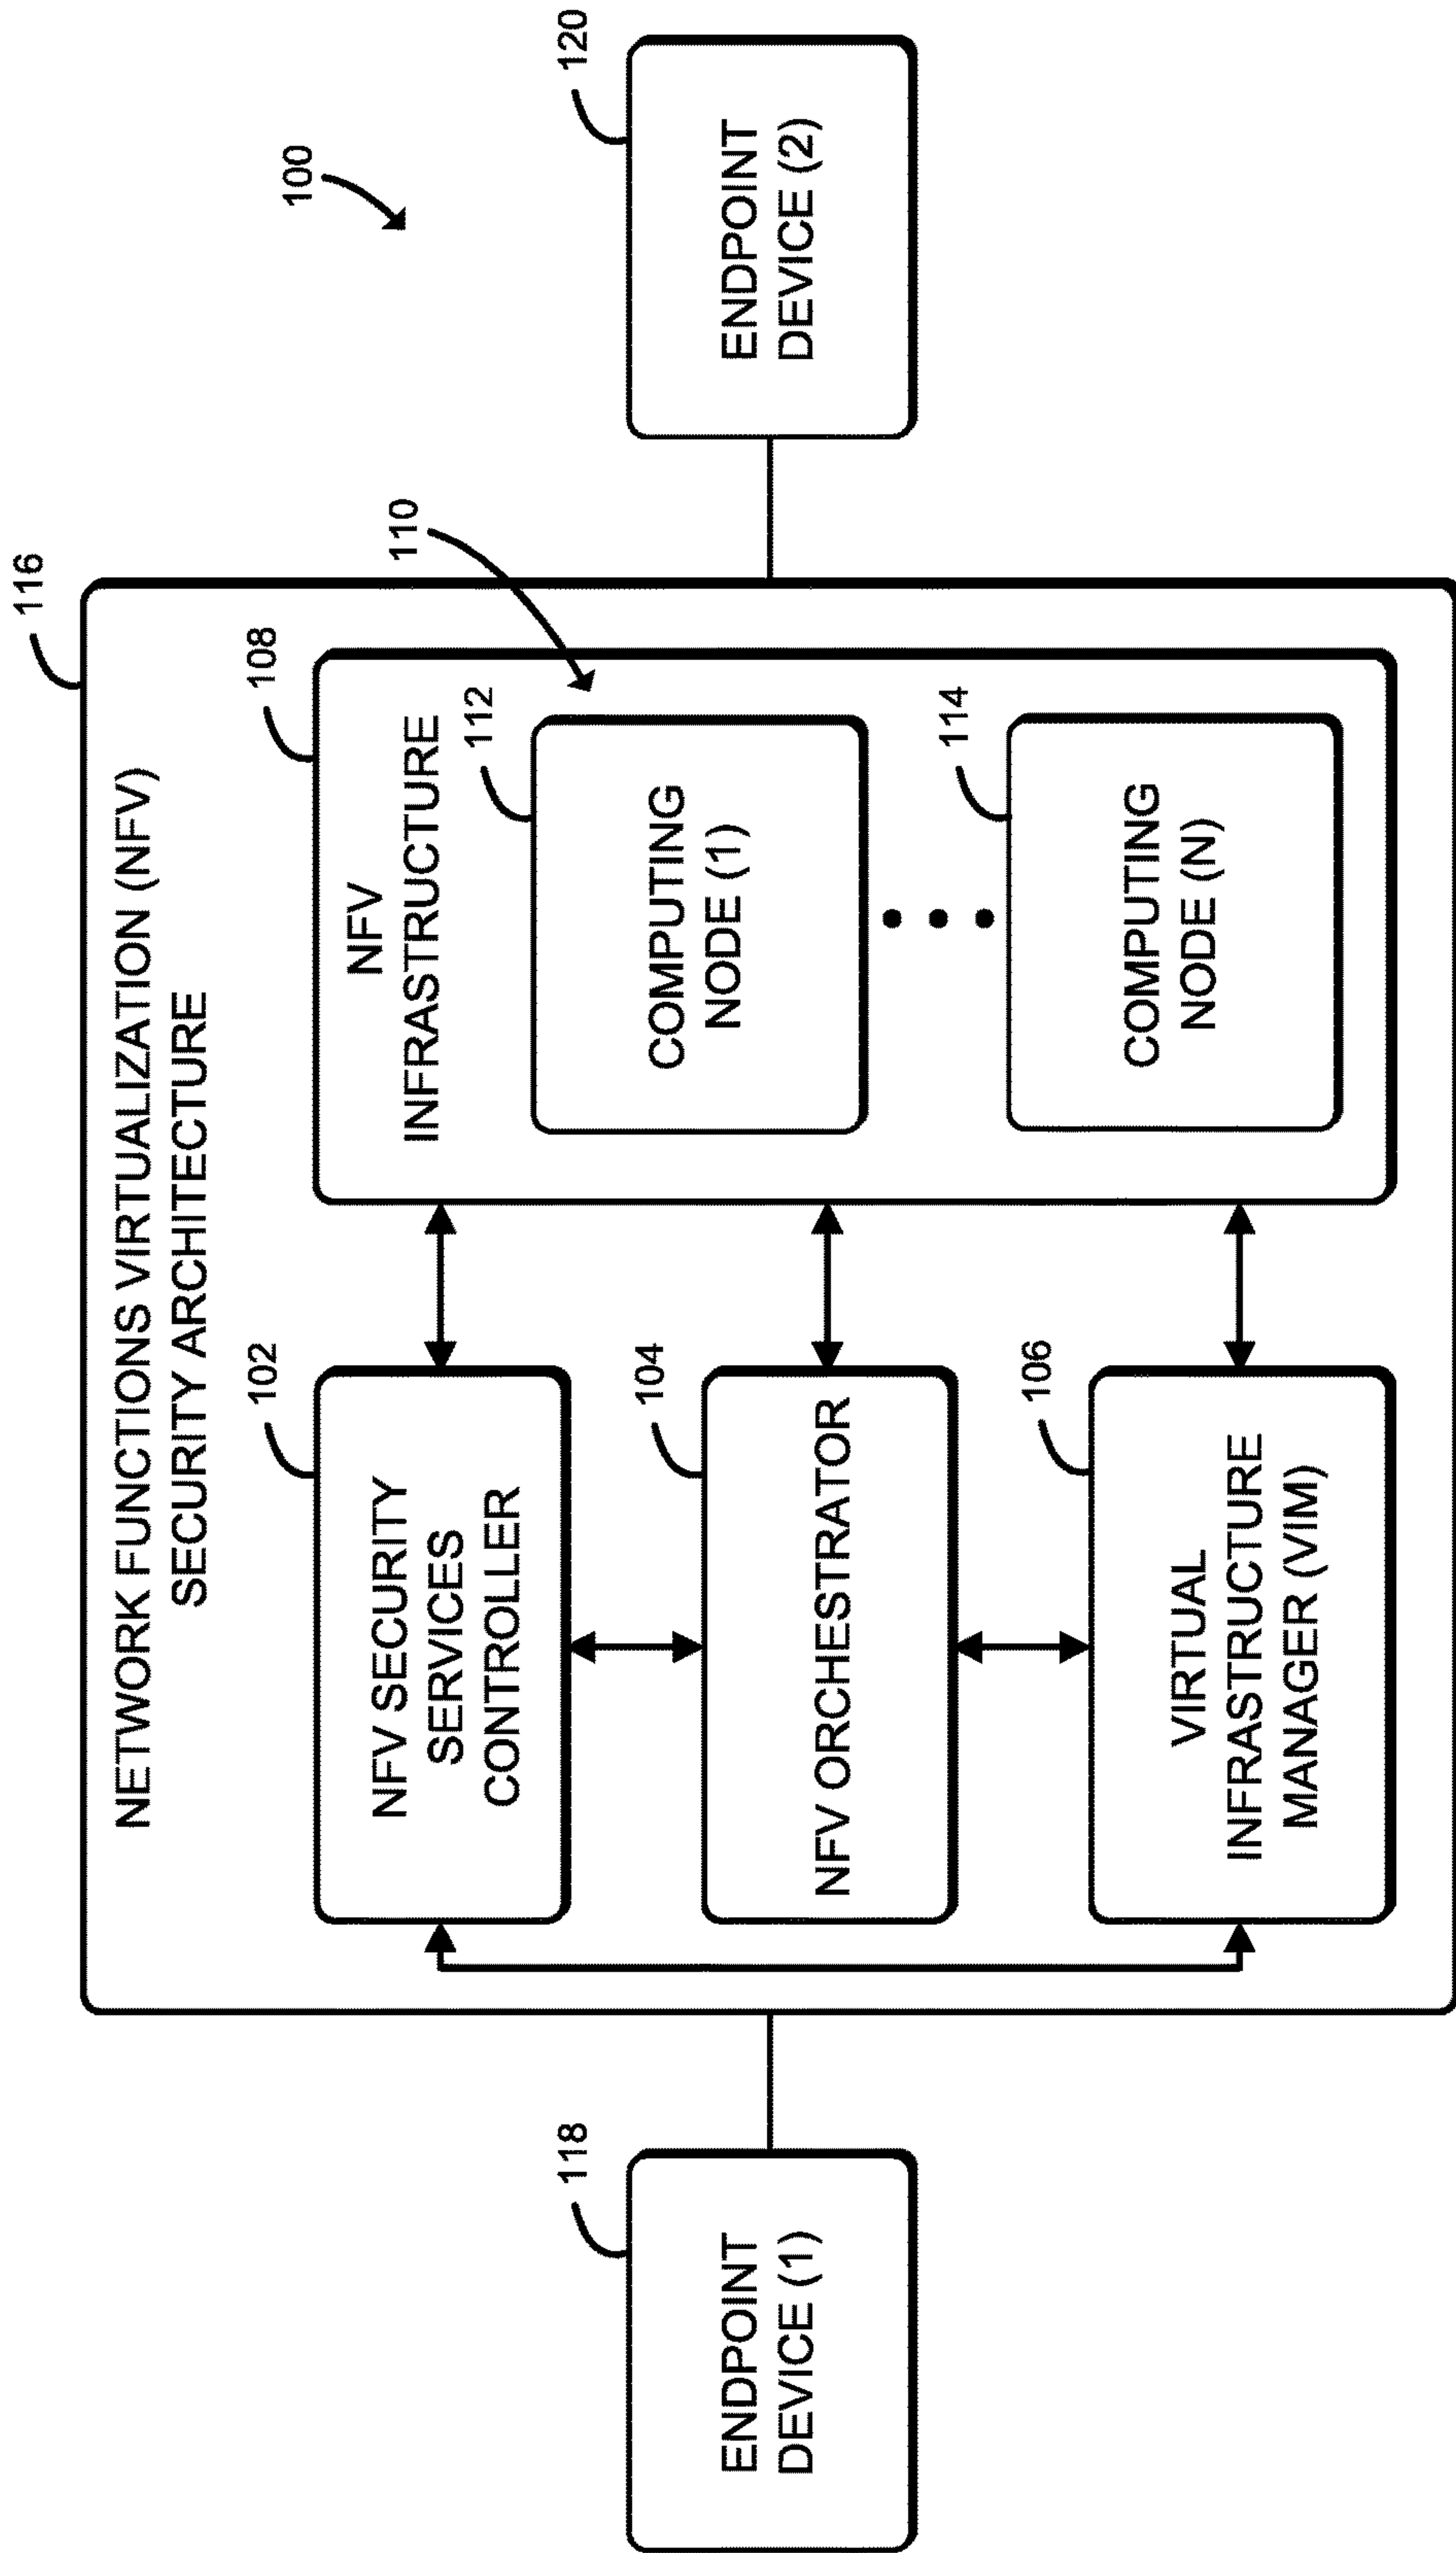 100
116
NETWORK FUNCTIONS VIRTUALIZATION (NFV)
SECURITY ARCHITECTURE
102
NFV SECURITY
SERVICES
CONTROLLER
104
NFV ORCHESTRATOR
106
VIRTUAL
INFRASTRUCTURE
MANAGER (VIM)
108
NFV
INFRASTRUCTURE
110
112
COMPUTING
NODE (1)
114
COMPUTING
NODE (N)
118
ENDPOINT
DEVICE (1)
120
ENDPOINT
DEVICE (2)